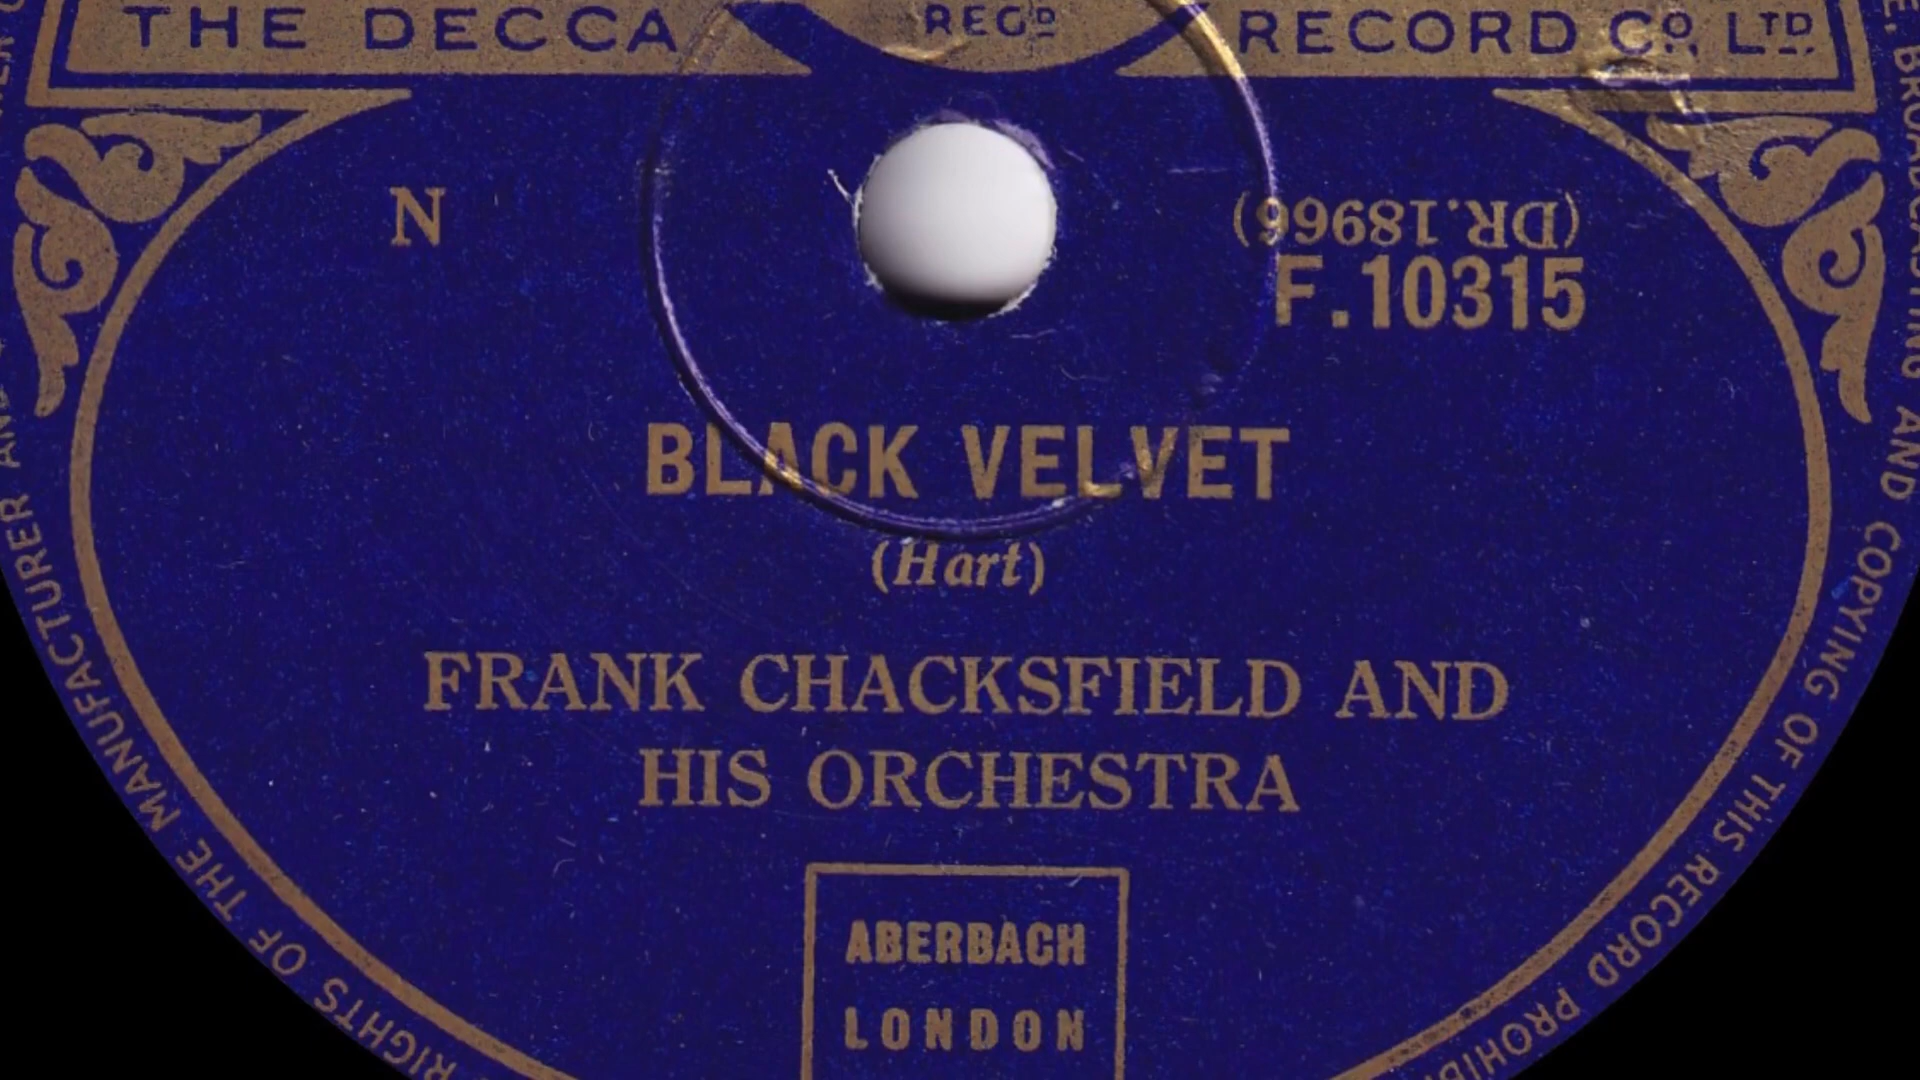 THE DECCA REGD RECORD CO. LTD.
N
(DR.18966)
F.10315
BLACK VELVET
(Hart)
FRANK CHACKSFIELD AND
HIS ORCHESTRA
ABERBACH
LONDON
RIGHTS OF THE MANUFACTURER AND
BROADCASTING AND COPYING OF THIS RECORD